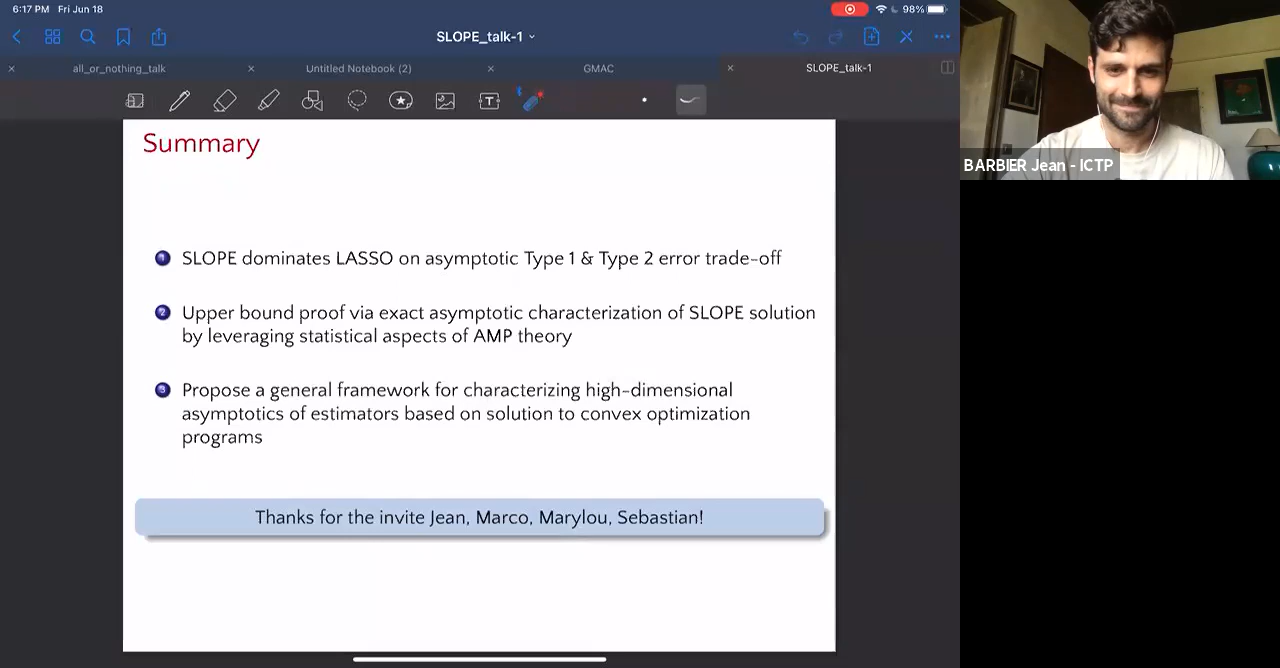 6:17 PM Fri Jun 18
98%
SLOPE_talk-1
all_or_nothing_talk
Untitled Notebook (2)
GMAC
SLOPE_talk-1
T
Summary
1 SLOPE dominates LASSO on asymptotic Type 1 & Type 2 error trade-off
2 Upper bound proof via exact asymptotic characterization of SLOPE solution
by leveraging statistical aspects of AMP theory
3 Propose a general framework for characterizing high-dimensional
asymptotics of estimators based on solution to convex optimization
programs
Thanks for the invite Jean, Marco, Marylou, Sebastian!
BARBIER Jean - ICTP